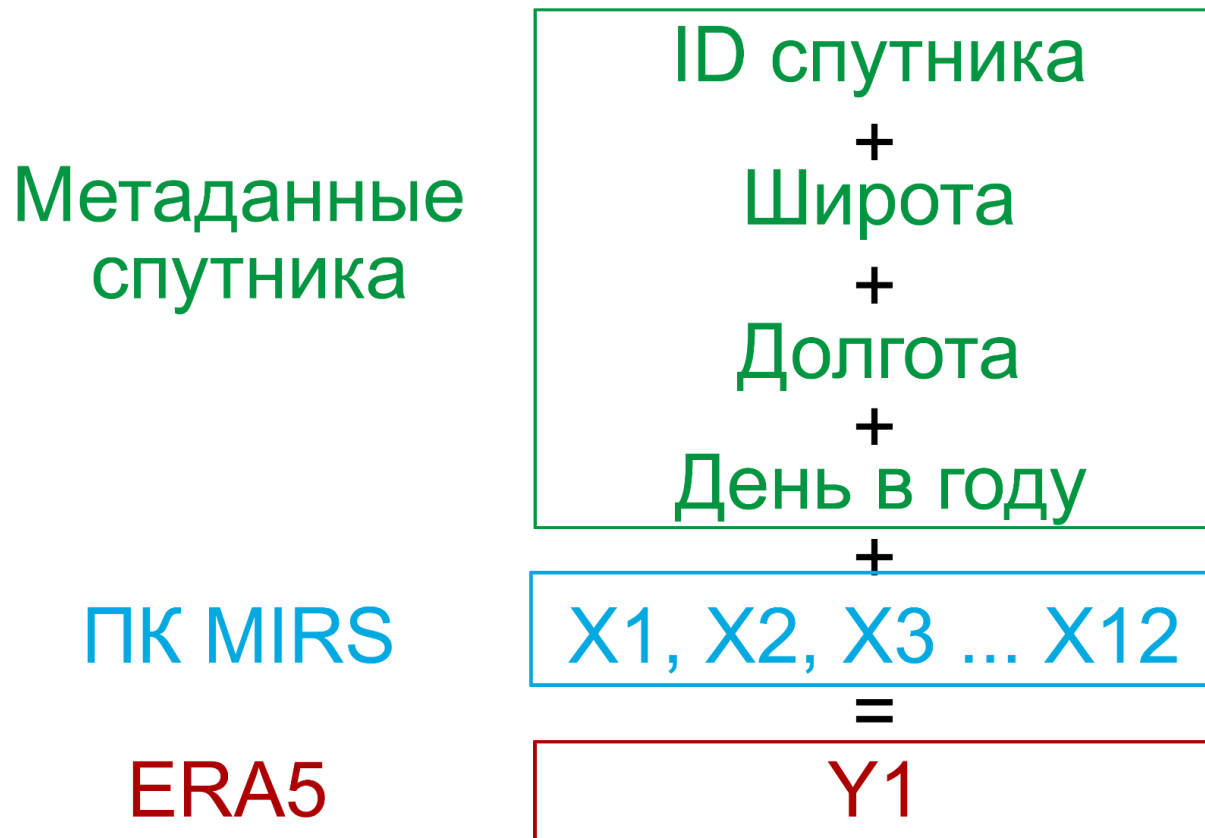 ID спутника
+
Метаданные
спутника
Широта
+
Долгота
+
День в году
+
ПК MIRS
X1, X2, X3 ... X12
=
ERA5
Y1